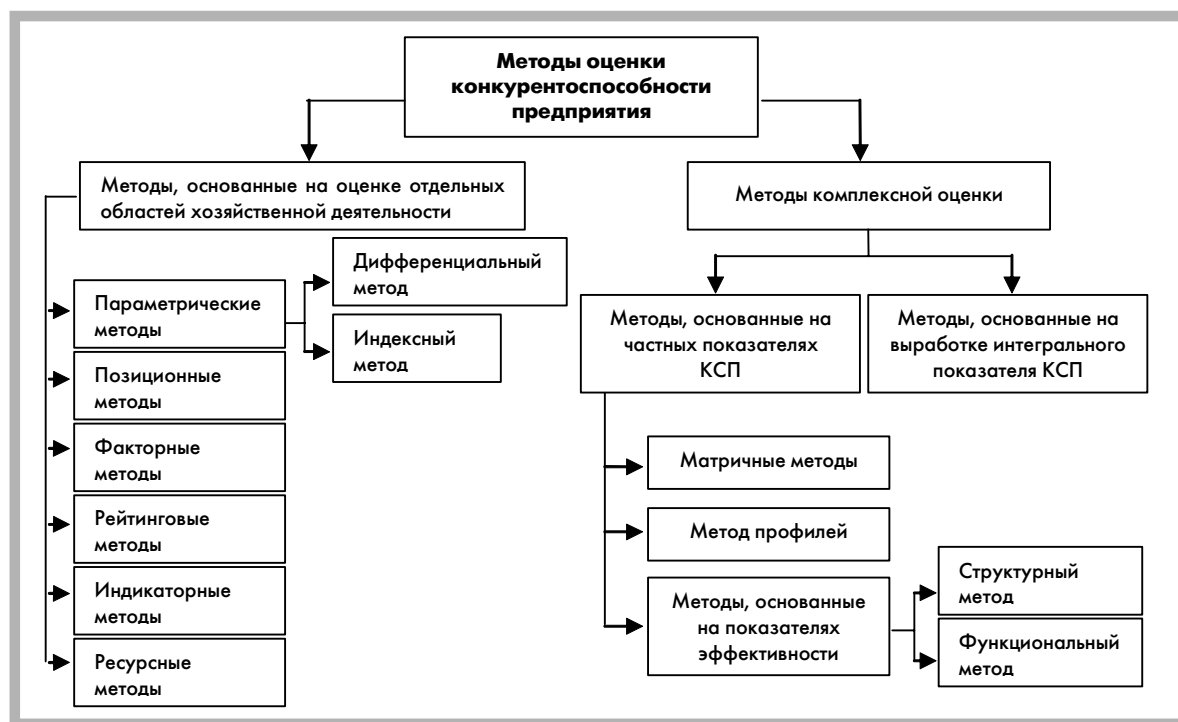 Методы оценки
конкурентоспособности
предприятия
Методы, основанные на оценке отдельных
областей хозяйственной деятельности
Методы комплексной оценки
Параметрические
методы
Дифференциальный
метод
Индексный
метод
Позиционные
методы
Факторные
методы
Рейтинговые
методы
Индикаторные
методы
Ресурсные
методы
Методы, основанные на
частных показателях
КСП
Методы, основанные на
выработке интегрального
показателя КСП
Матричные методы
Метод профилей
Методы, основанные
на показателях
эффективности
Структурный
метод
Функциональный
метод